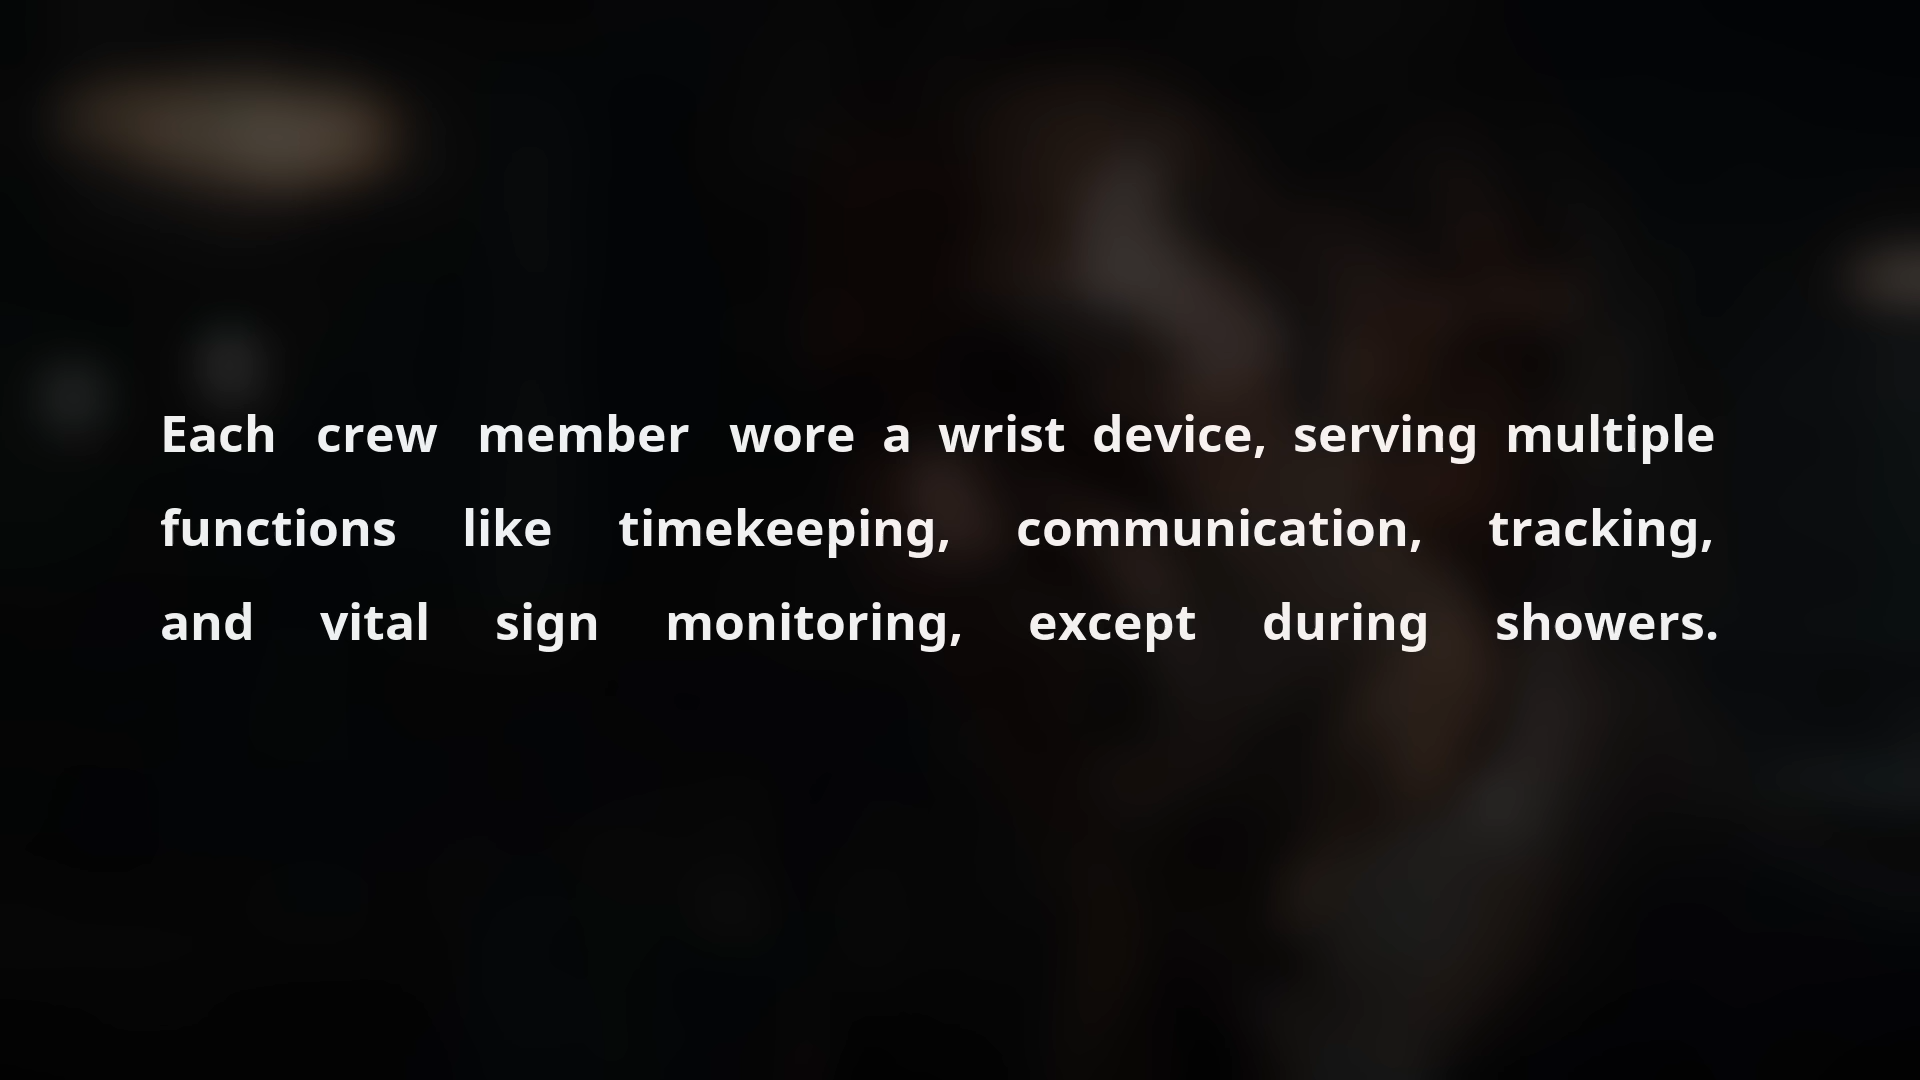 Each crew member wore a wrist device, serving multiple
functions like timekeeping, communication, tracking,
and vital sign monitoring, except during showers.